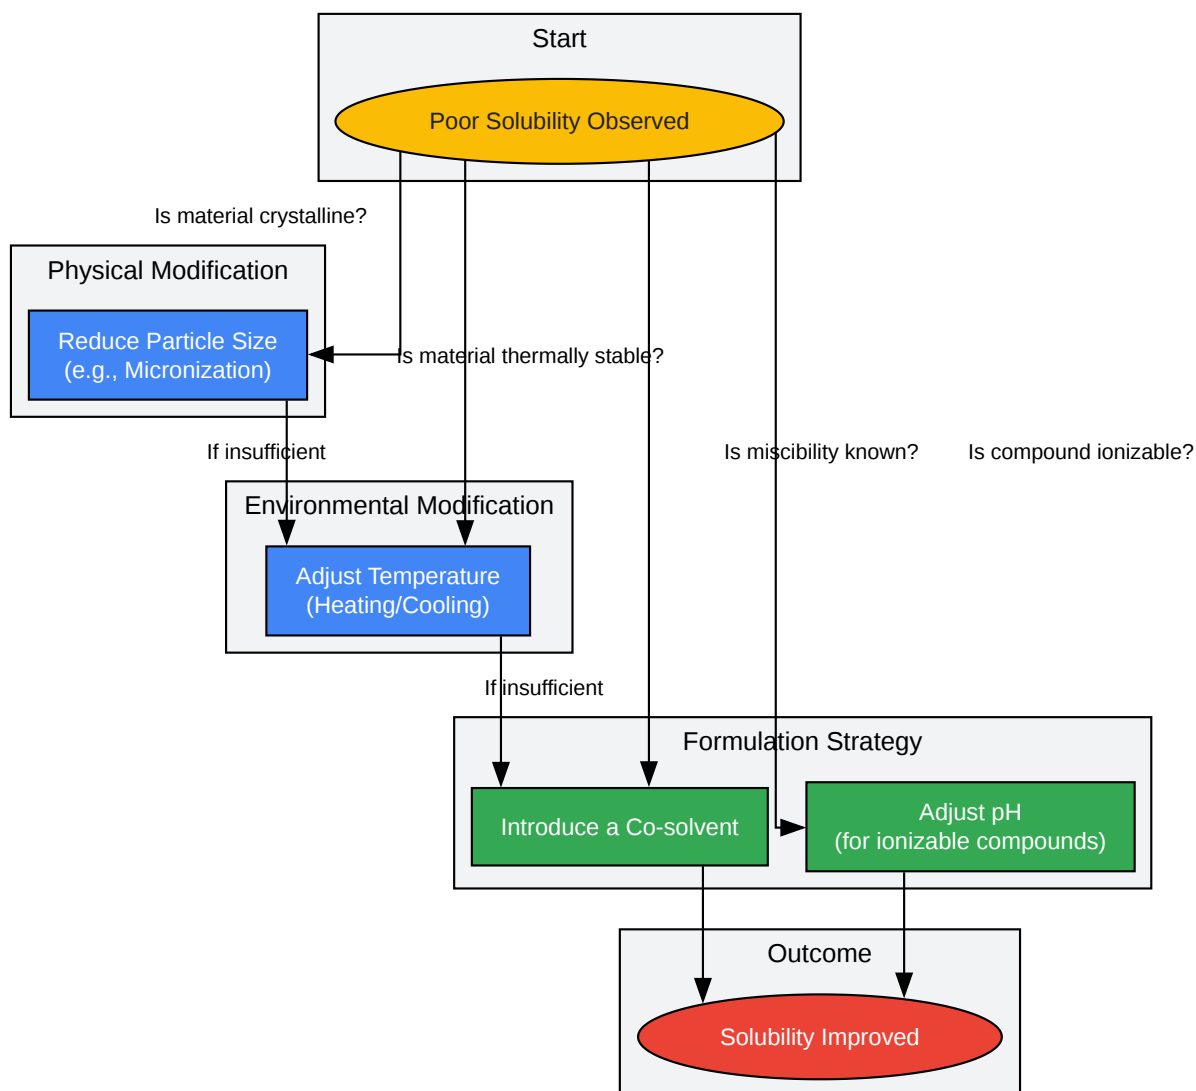 Start
Poor Solubility Observed
Is material crystalline?
Physical Modification
Reduce Particle Size
(e.g., Micronization)
Is material thermally stable?
If insufficient
Is miscibility known?
Is compound ionizable?
Environmental Modification
Adjust Temperature
(Heating/Cooling)
If insufficient
Formulation Strategy
Introduce a Co-solvent
Adjust pH
(for ionizable compounds)
Outcome
Solubility Improved